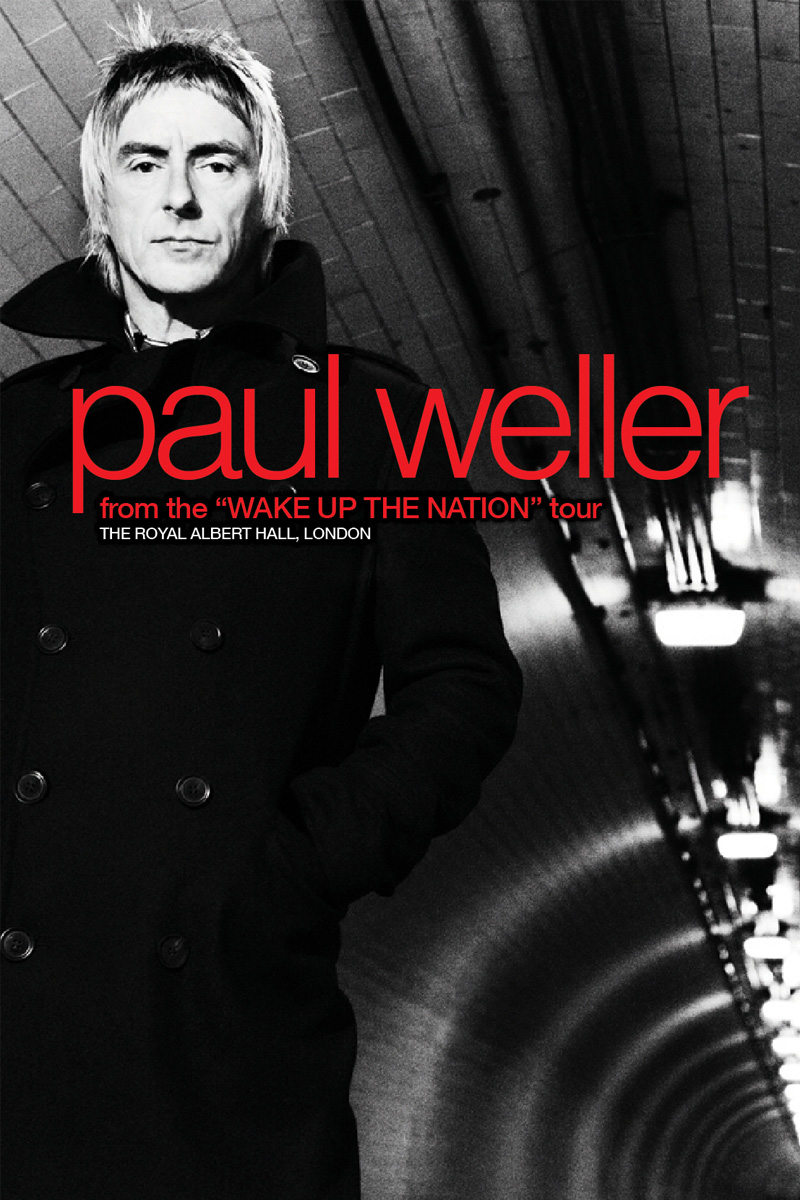 paul weller
from the “WAKE UP THE NATION” tour
THE ROYAL ALBERT HALL, LONDON